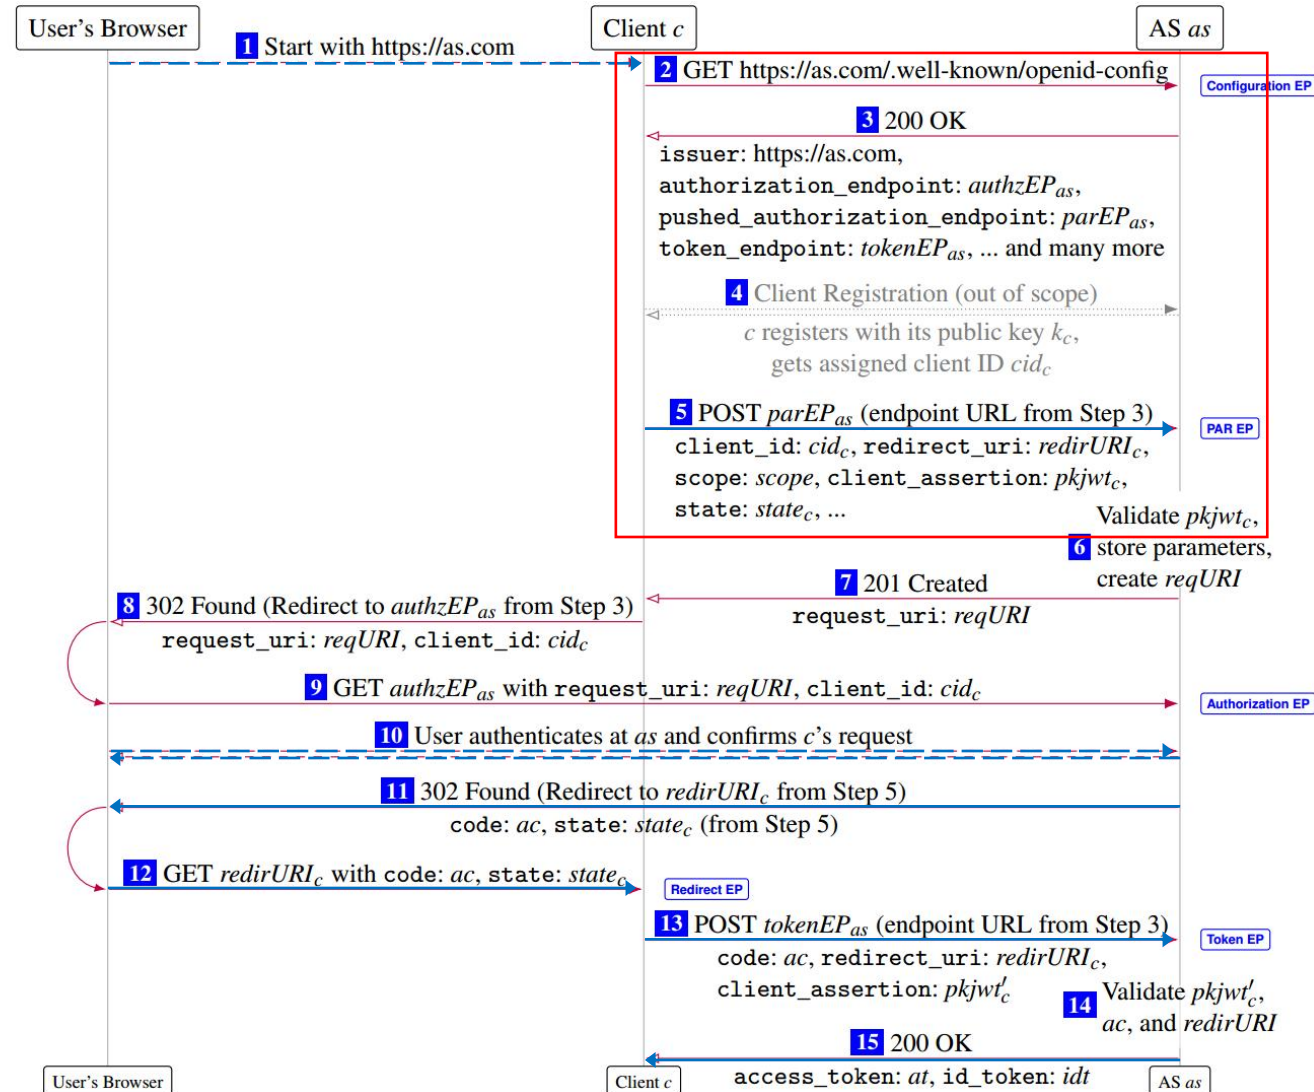 User's Browser
Client c
AS as
1 Start with https://as.com
2 GET https://as.com/.well-known/openid-config
Configuration EP
3 200 OK
issuer: https://as.com,
authorization_endpoint: authzEPas,
pushed_authorization_endpoint: parEPas,
token_endpoint: tokenEPas, ... and many more
4 Client Registration (out of scope)
c registers with its public key kc,
gets assigned client ID cidc
5 POST parEPas (endpoint URL from Step 3)
PAR EP
client_id: cidc, redirect_uri: redirURIc,
scope: scope, client_assertion: pkjwtc,
state: statec, ...
Validate pkjwtc,
6 store parameters,
create reqURI
7 201 Created
request_uri: reqURI
8 302 Found (Redirect to authzEPas from Step 3)
request_uri: reqURI, client_id: cidc
9 GET authzEPas with request_uri: reqURI, client_id: cidc
Authorization EP
10 User authenticates at as and confirms c's request
11 302 Found (Redirect to redirURIc from Step 5)
code: ac, state: statec (from Step 5)
12 GET redirURIc with code: ac, state: statec
Redirect EP
13 POST tokenEPas (endpoint URL from Step 3)
Token EP
code: ac, redirect_uri: redirURIc,
client_assertion: pkjwt′c
14 Validate pkjwt′c,
ac, and redirURI
15 200 OK
access_token: at, id_token: idt
User's Browser
Client c
AS as